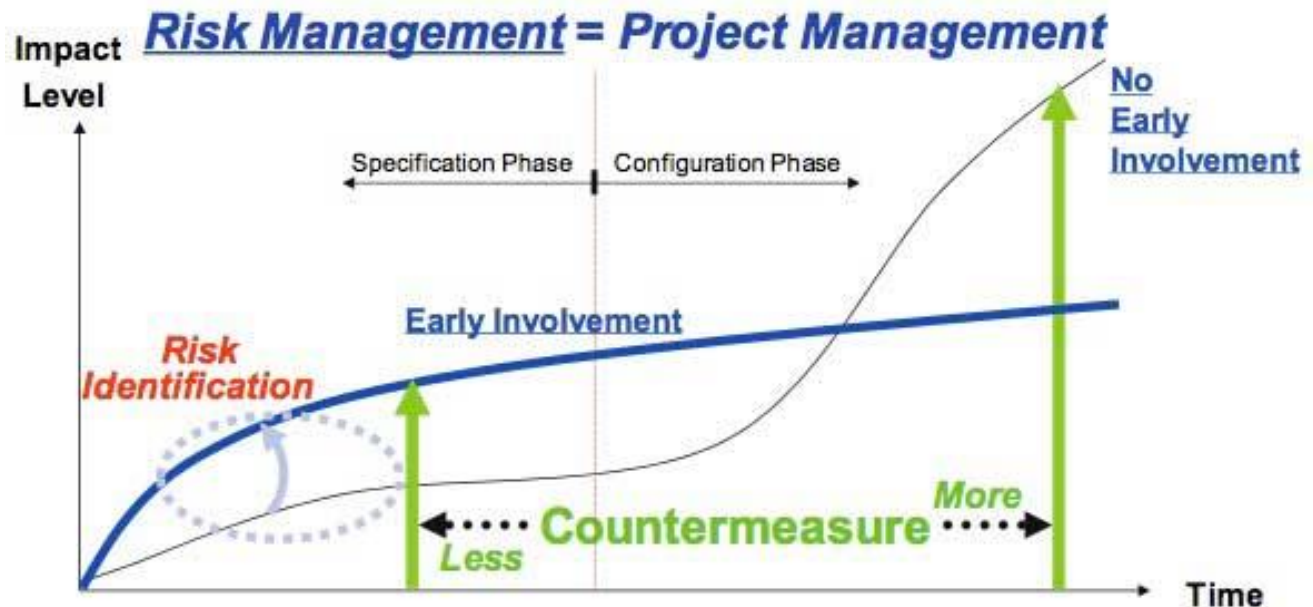 Risk Management = Project Management
Impact
Level
No
Early
Involvement
Specification Phase
Configuration Phase
Early Involvement
Risk
Identification
More
Countermeasure
Less
Time